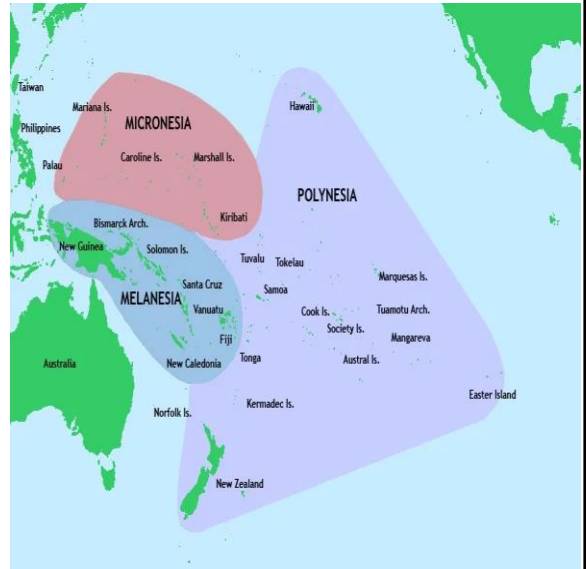 Taiwan
Hawaii
Mariana Is.
MICRONESIA
Philippines
Palau
Caroline Is.
Marshall Is.
POLYNESIA
Kiribati
Bismarck Arch.
New Guinea
Solomon Is.
Tuvalu
Tokelau
Marquesas Is.
Santa Cruz
Samoa
MELANESIA
Vanuatu
Cook Is.
Tuamotu Arch.
Society Is.
Fiji
Mangareva
Australia
New Caledonia
Tonga
Austral Is.
Easter Island
Norfolk Is.
Kermadec Is.
New Zealand